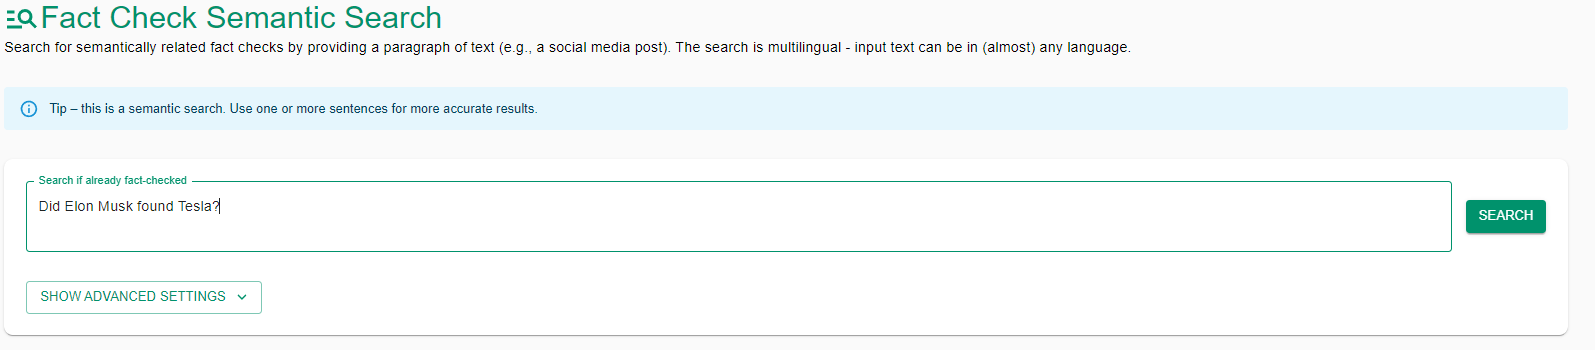 Fact Check Semantic Search
Search for semantically related fact checks by providing a paragraph of text (e.g., a social media post). The search is multilingual - input text can be in (almost) any language.
Tip – this is a semantic search. Use one or more sentences for more accurate results.
Search if already fact-checked
Did Elon Musk found Tesla?
SEARCH
SHOW ADVANCED SETTINGS